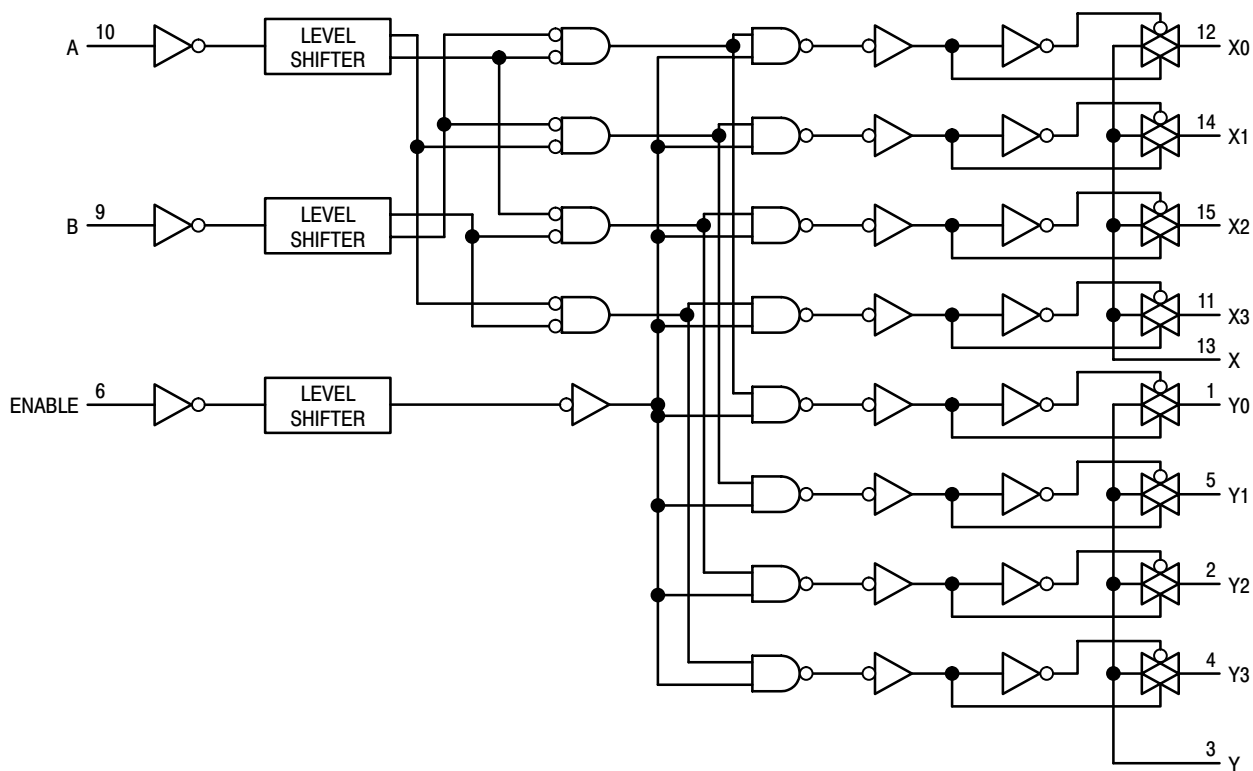 A 10 LEVEL SHIFTER 12 X0
14 X1
B 9 LEVEL SHIFTER 15 X2
11 X3
13 X
ENABLE 6 LEVEL SHIFTER 1 Y0
5 Y1
2 Y2
4 Y3
3 Y